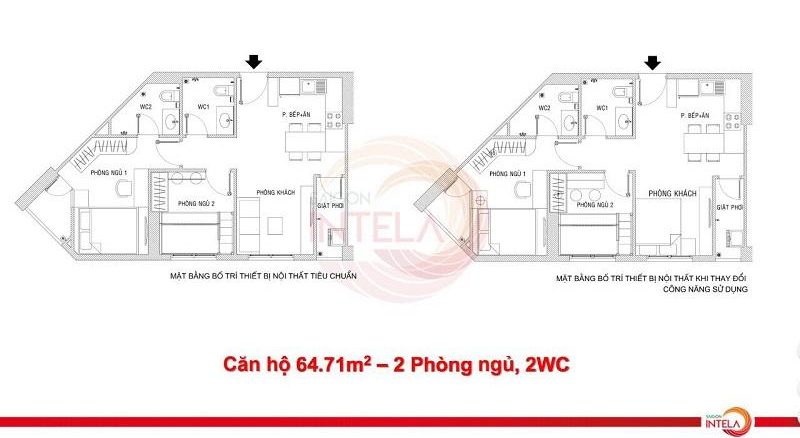 WC2
WC1
P. BẾP+ĂN
PHÒNG NGỦ 1
PHÒNG NGỦ 2
PHÒNG KHÁCH
GIẶT PHƠI
MẶT BẰNG BỐ TRÍ THIẾT BỊ NỘI THẤT TIÊU CHUẨN
WC2
WC1
P. BẾP+ĂN
PHÒNG NGỦ 1
PHÒNG NGỦ 2
PHÒNG KHÁCH
GIẶT PHƠI
MẶT BẰNG BỐ TRÍ THIẾT BỊ NỘI THẤT KHI THAY ĐỔI
CÔNG NĂNG SỬ DỤNG
SAIGON
INTELA
Căn hộ 64.71m² – 2 Phòng ngủ, 2WC
SAIGON
INTELA